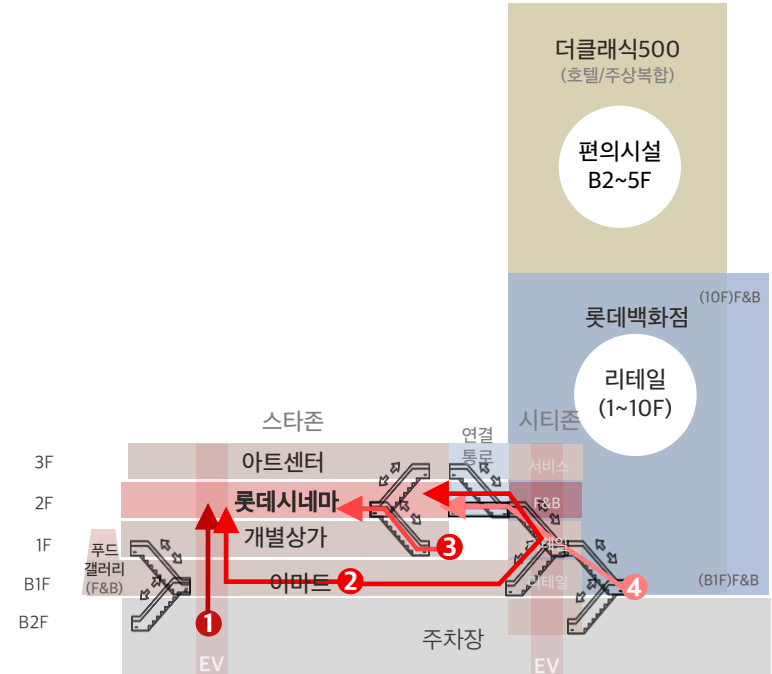 더클래식500
(호텔/주상복합)
편의시설
B2~5F
(10F)F&B
롯데백화점
리테일
(1~10F)
스타존
연결
통로
시티존
3F
아트센터
서비스
2F
롯데시네마
F&B
1F
개별상가
3
푸드
갤러리
(F&B)
B1F
이마트
2
리테일
4
(B1F)F&B
B2F
1
주차장
EV
EV